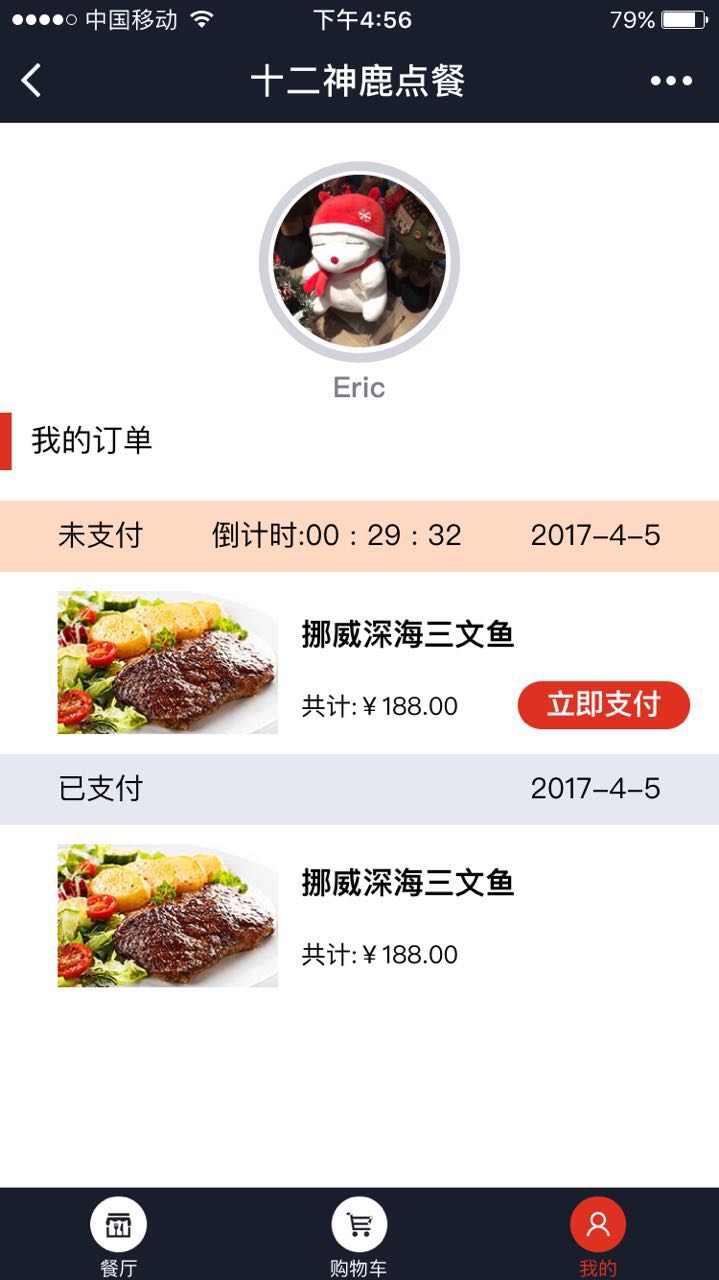 中国移动 下午4:56 79%
十二神鹿点餐
Eric
我的订单
未支付 倒计时:00：29：32 2017-4-5
挪威深海三文鱼
共计:￥188.00 立即支付
已支付 2017-4-5
挪威深海三文鱼
共计:￥188.00
餐厅 购物车 我的